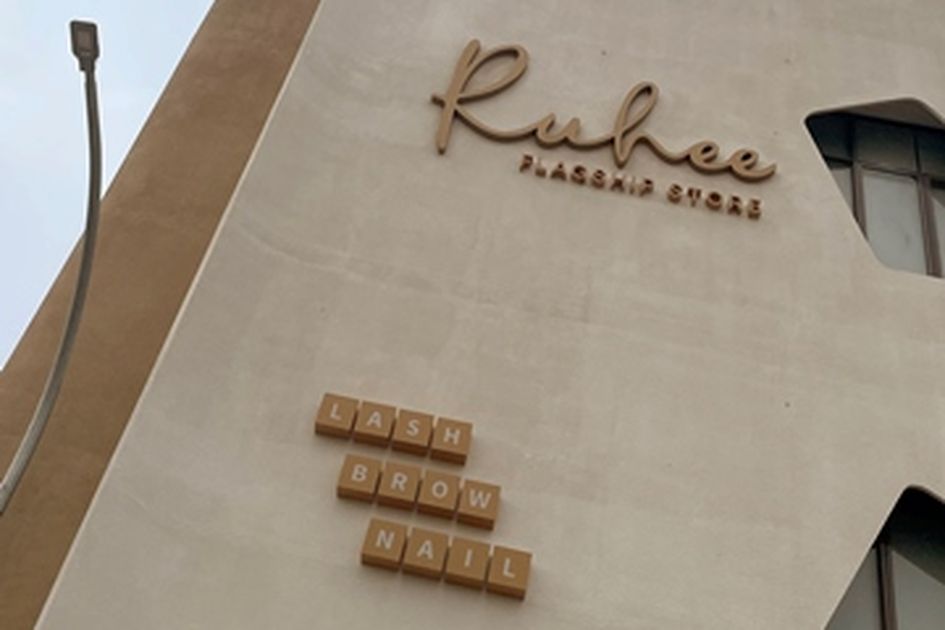 Ruhee
FLAGSHIP STORE
LASH
BROW
NAIL